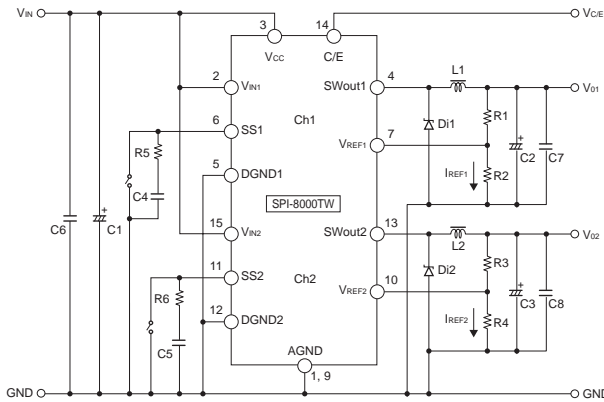 VIN
3
14
VC/E
VCC
C/E
2
VIN1
SWout1
4
L1
VO1
Ch1
6
SS1
R5
C4
VREF1
7
Di1
R1
C2
C7
IREF1
R2
5
DGND1
SPI-8000TW
C6
C1
15
VIN2
SWout2
13
L2
VO2
11
SS2
R6
C5
Ch2
VREF2
10
Di2
R3
C3
C8
IREF2
R4
12
DGND2
AGND
1, 9
GND
GND